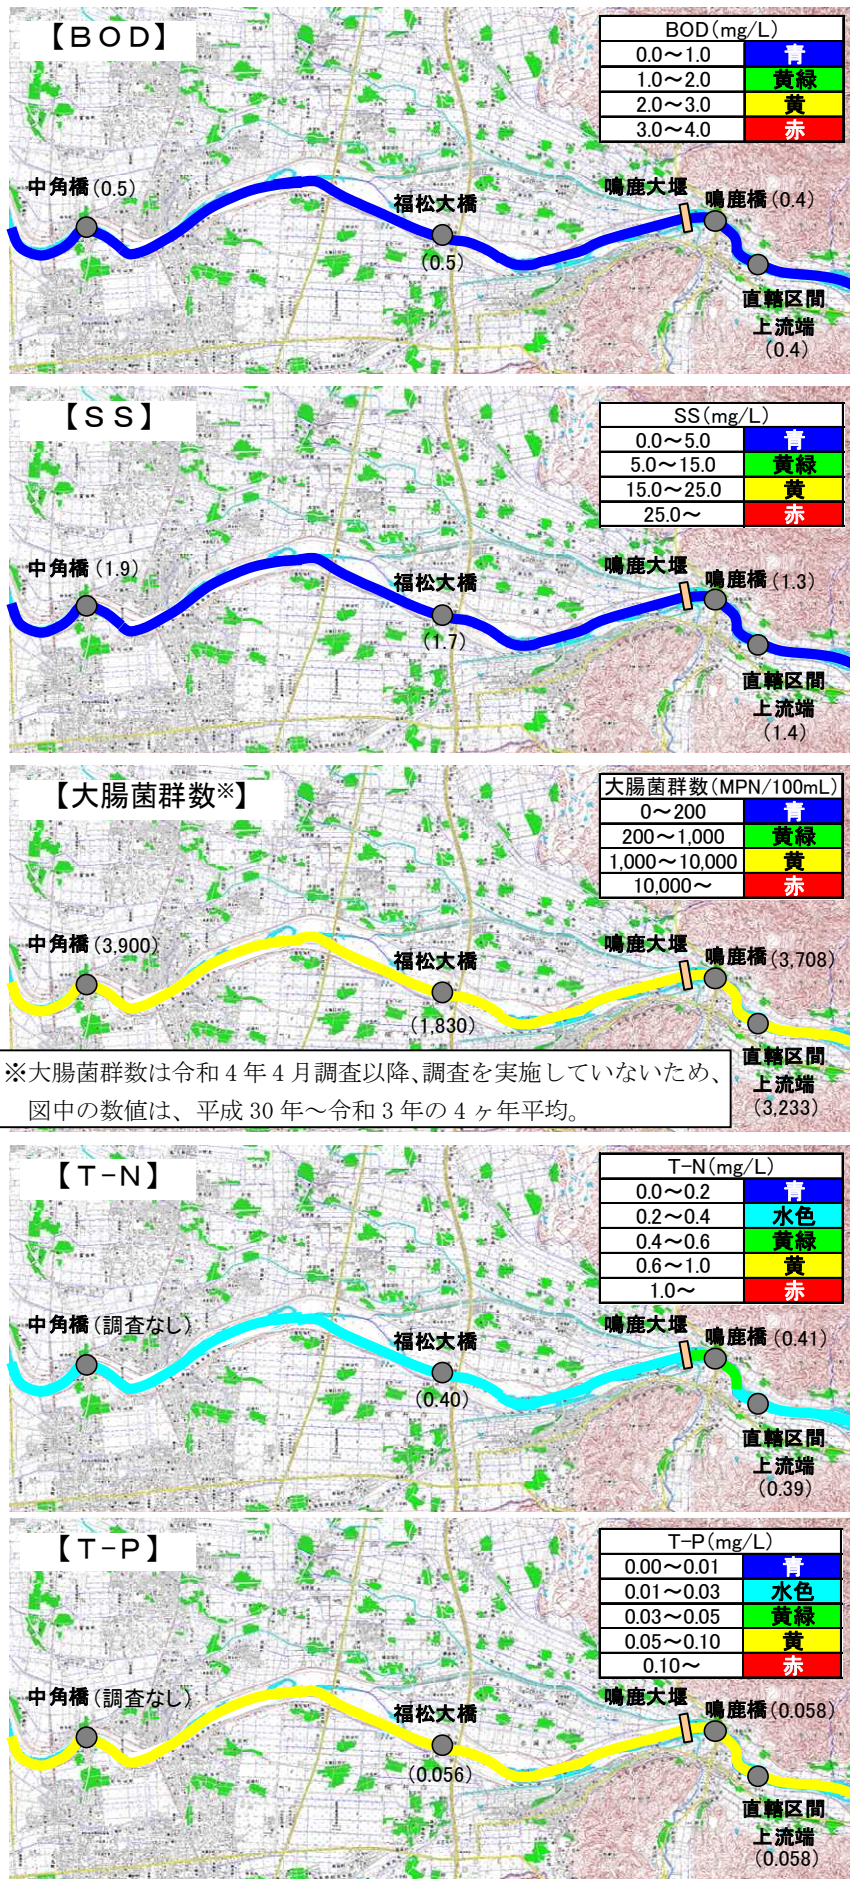 【ＢＯＤ】
BOD(mg/L)
0.0～1.0 青
1.0～2.0 黄緑
2.0～3.0 黄
3.0～4.0 赤
中角橋(0.5)
福松大橋
(0.5)
鳴鹿大堰
鳴鹿橋(0.4)
直轄区間
上流端
(0.4)
【ＳＳ】
SS(mg/L)
0.0～5.0 青
5.0～15.0 黄緑
15.0～25.0 黄
25.0～ 赤
中角橋(1.9)
福松大橋
(1.7)
鳴鹿大堰
鳴鹿橋(1.3)
直轄区間
上流端
(1.4)
【大腸菌群数※】
大腸菌群数(MPN/100mL)
0～200 青
200～1,000 黄緑
1,000～10,000 黄
10,000～ 赤
中角橋(3,900)
福松大橋
(1,830)
鳴鹿大堰
鳴鹿橋(3,708)
直轄区間
上流端
(3,233)
※大腸菌群数は令和４年４月調査以降、調査を実施していないため、
図中の数値は、平成 30 年～令和３年の４ヶ年平均。
【Ｔ-Ｎ】
T-N(mg/L)
0.0～0.2 青
0.2～0.4 水色
0.4～0.6 黄緑
0.6～1.0 黄
1.0～ 赤
中角橋(調査なし)
福松大橋
(0.40)
鳴鹿大堰
鳴鹿橋(0.41)
直轄区間
上流端
(0.39)
【Ｔ-Ｐ】
T-P(mg/L)
0.00～0.01 青
0.01～0.03 水色
0.03～0.05 黄緑
0.05～0.10 黄
0.10～ 赤
中角橋(調査なし)
福松大橋
(0.056)
鳴鹿大堰
鳴鹿橋(0.058)
直轄区間
上流端
(0.058)